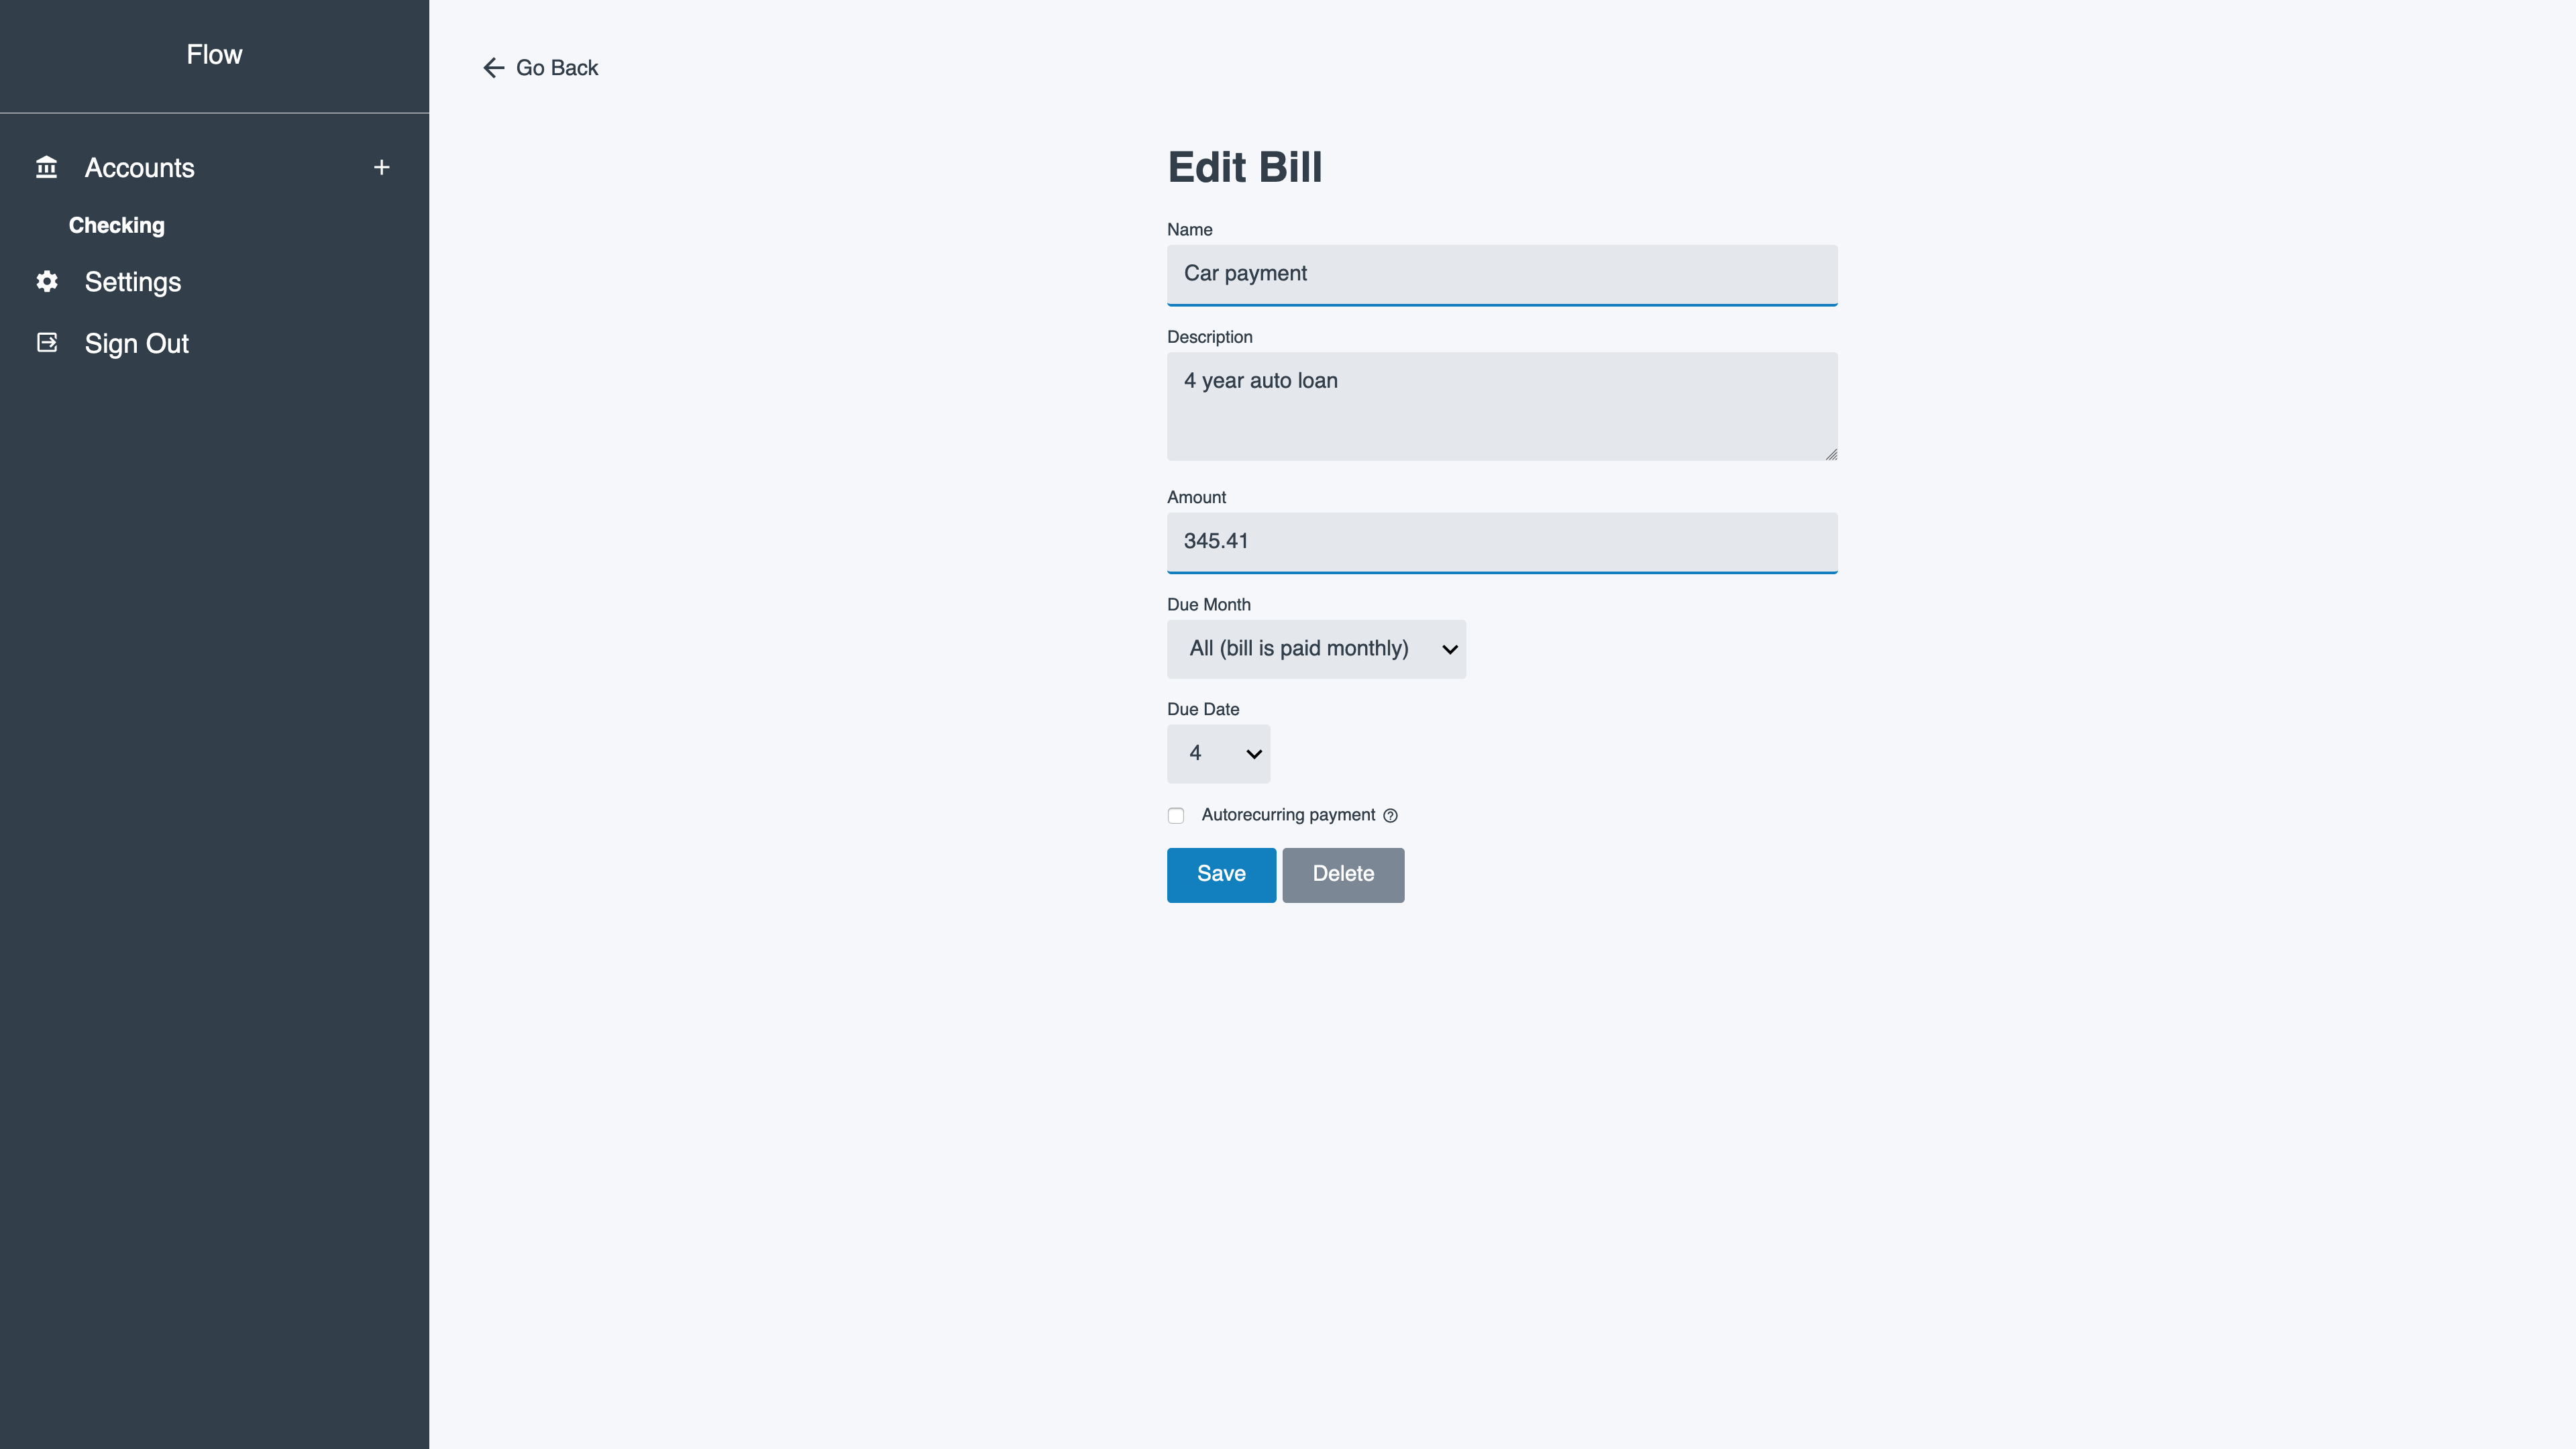 Flow
Accounts
Checking
Settings
Sign Out
Go Back
Edit Bill
Name
Car payment
Description
4 year auto loan
Amount
345.41
Due Month
All (bill is paid monthly)
Due Date
4
Autorecurring payment
Save
Delete